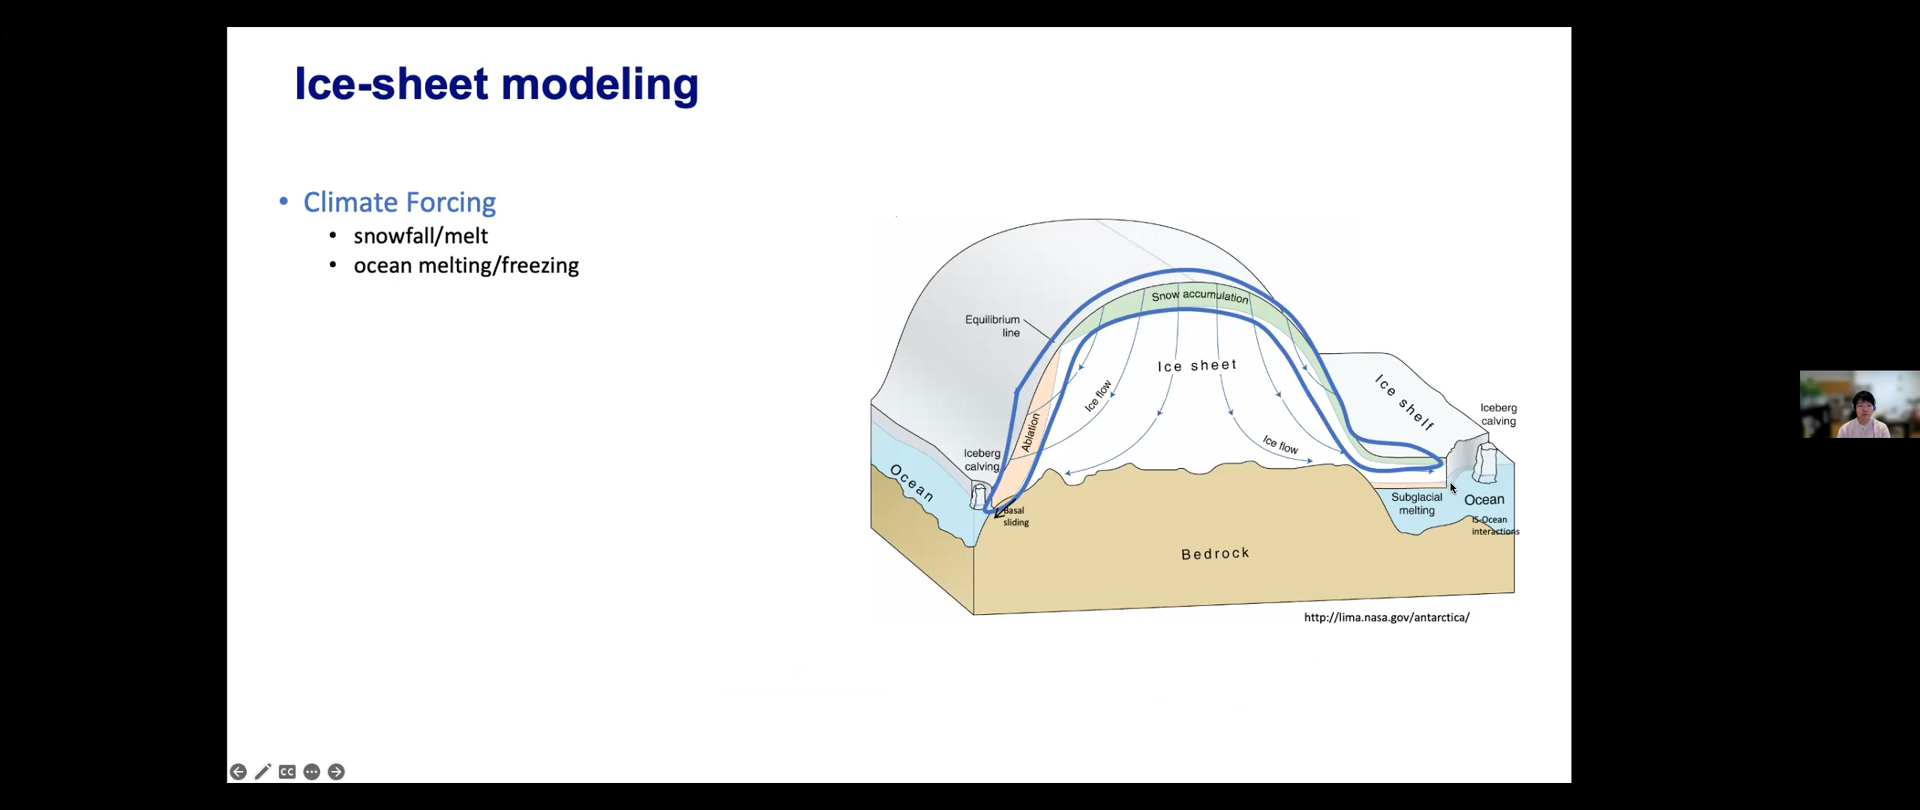 Ice-sheet modeling
• Climate Forcing
• snowfall/melt
• ocean melting/freezing
Snow accumulation
Equilibrium
line
Ice sheet
Ice flow
Ablation
Ice flow
Ice shelf
Iceberg
calving
Iceberg
calving
Ocean
Basal
sliding
Subglacial
melting
Ocean
IS-Ocean
interactions
Bedrock
http://lima.nasa.gov/antarctica/
CC